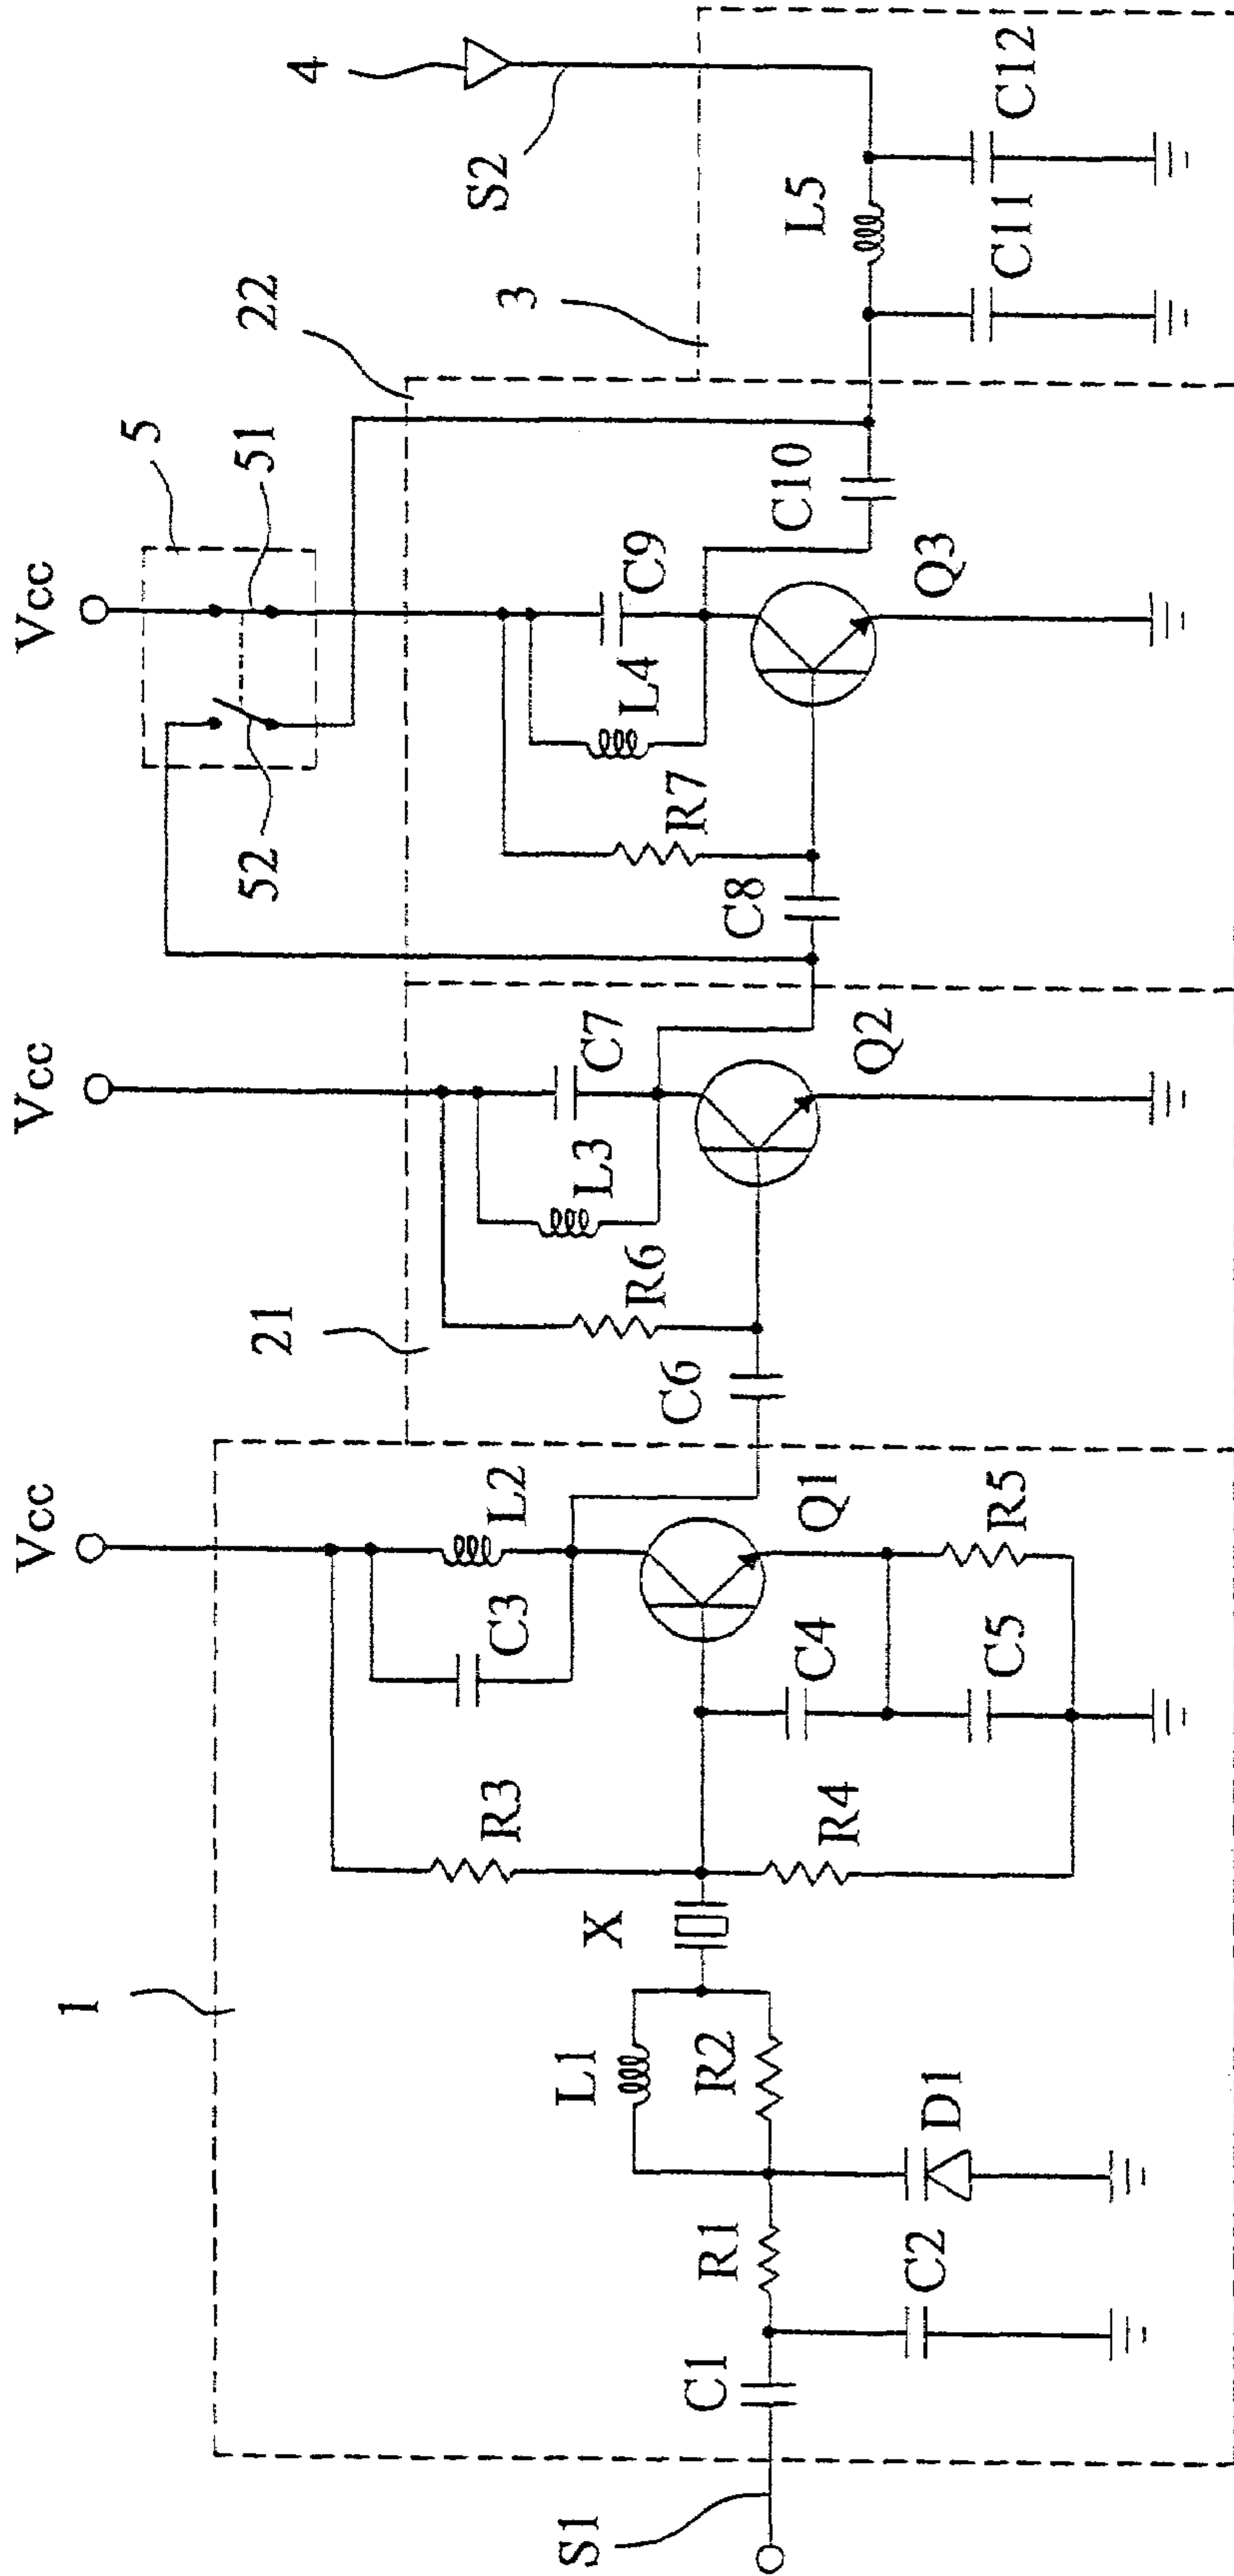 Vcc
Vcc
Vcc
5
51
52
22
4
S2
3
1
21
R3
C3
L2
R6
L3
C7
R7
L4
C9
C10
L5
C11
C12
X
L1
R2
R1
C1
S1
C2
D1
R4
C4
C5
R5
Q1
C6
Q2
C8
Q3